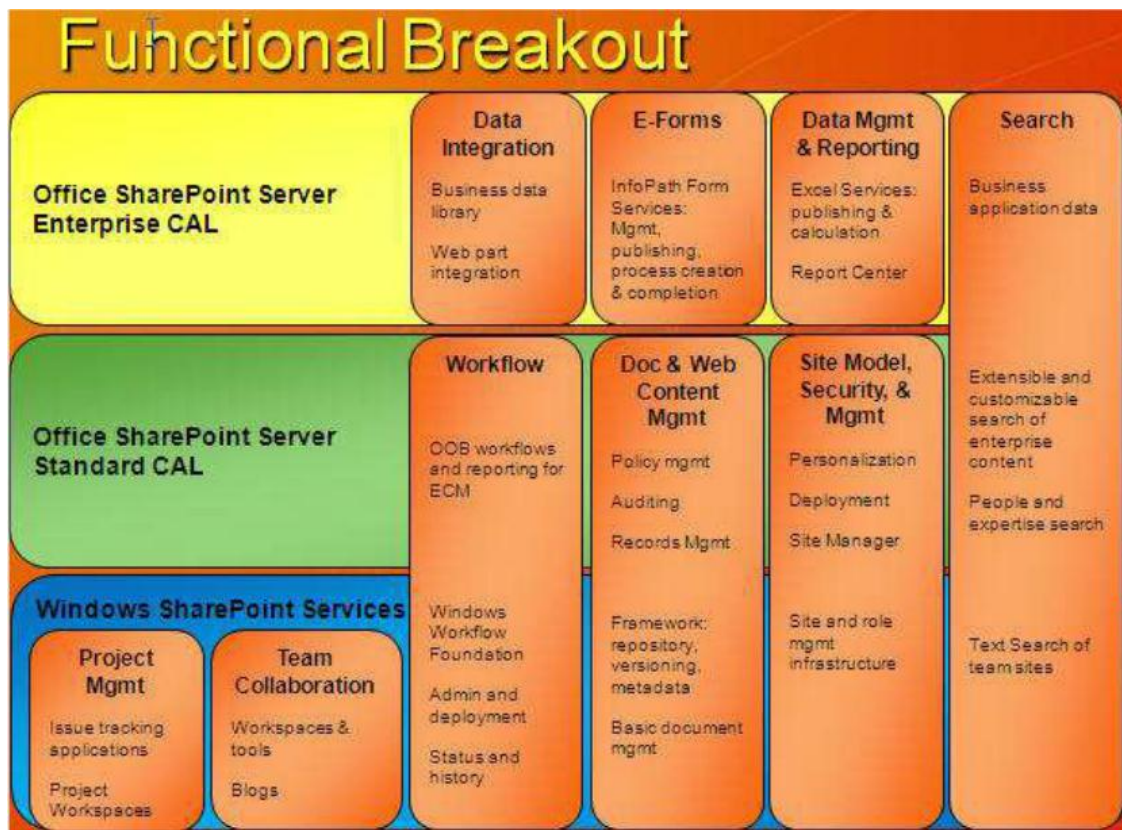 Functional Breakout
Office SharePoint Server
Enterprise CAL
Data
Integration
Business data
library
Web part
integration
E-Forms
InfoPath Form
Services:
Mgmt,
publishing,
process creation
& completion
Data Mgmt
& Reporting
Excel Services:
publishing &
calculation
Report Center
Search
Business
application data
Extensible and
customizable
search of
enterprise
content
People and
expertise search
Text Search of
team sites
Office SharePoint Server
Standard CAL
Workflow
OOB workflows
and reporting for
ECM
Windows
Workflow
Foundation
Admin and
deployment
Status and
history
Doc & Web
Content
Mgmt
Policy mgmt
Auditing
Records Mgmt
Framework:
repository,
versioning,
metadata
Basic document
mgmt
Site Model,
Security, &
Mgmt
Personalization
Deployment
Site Manager
Site and role
mgmt
infrastructure
Windows SharePoint Services
Project
Mgmt
Issue tracking
applications
Project
Workspaces
Team
Collaboration
Workspaces &
tools
Blogs